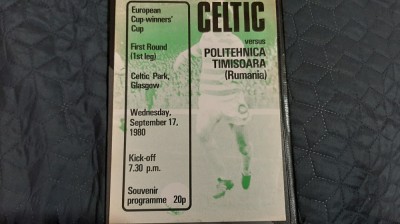 European
Cup-winners'
Cup
First Round
(1st leg)
Celtic Park,
Glasgow
Wednesday,
September 17,
1980
Kick-off
7.30 p.m.
Souvenir
programme 20p
CELTIC
versus
POLITEHNICA
TIMISOARA
(Rumania)